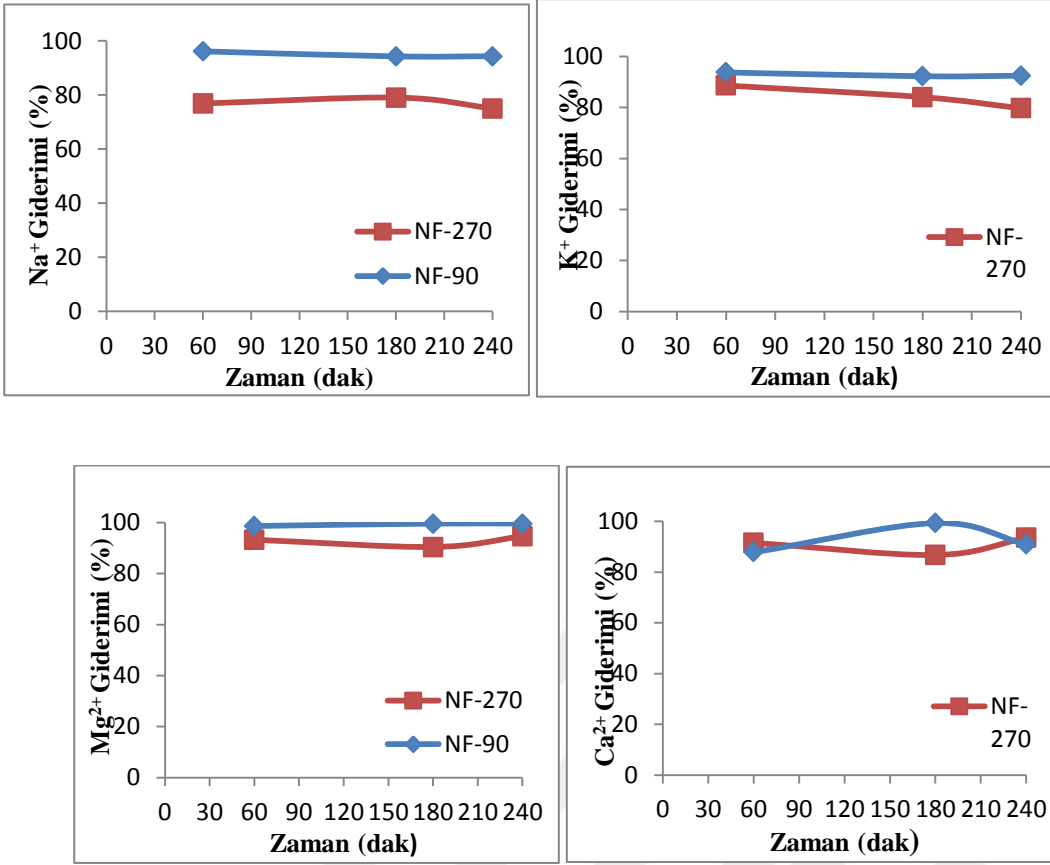 100
80
60
40
20
0
Na+ Giderimi (%)
NF-270
NF-90
0 30 60 90 120 150 180 210 240
Zaman (dak)
100
80
60
40
20
0
K+ Giderimi (%)
NF-
270
0 30 60 90 120 150 180 210 240
Zaman (dak)
100
80
60
40
20
0
Mg2+ Giderimi (%)
NF-270
NF-90
0 30 60 90 120 150 180 210 240
Zaman (dak)
100
80
60
40
20
0
Ca2+ Giderimi (%)
NF-
270
0 30 60 90 120 150 180 210 240
Zaman (dak)